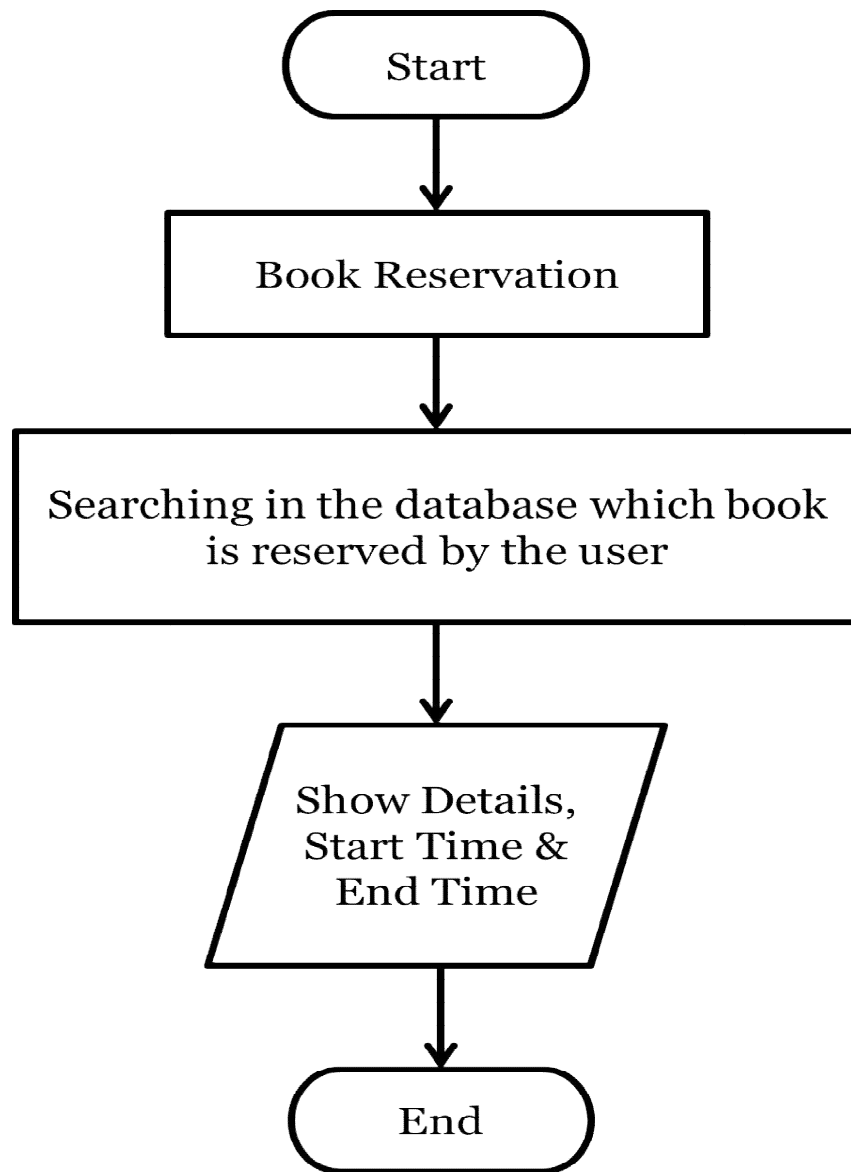 Start
Book Reservation
Searching in the database which book
is reserved by the user
Show Details,
Start Time &
End Time
End